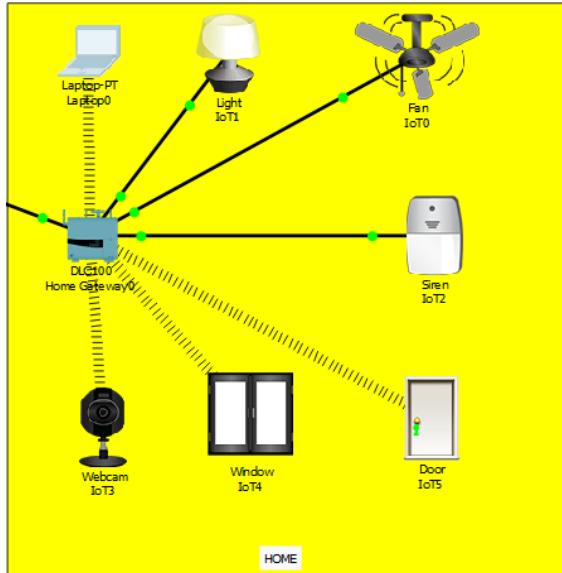 Laptop-PT
Laptop0
Light
IoT1
Fan
IoT0
DLC100
Home Gateway0
Siren
IoT2
Webcam
IoT3
Window
IoT4
Door
IoT5
HOME